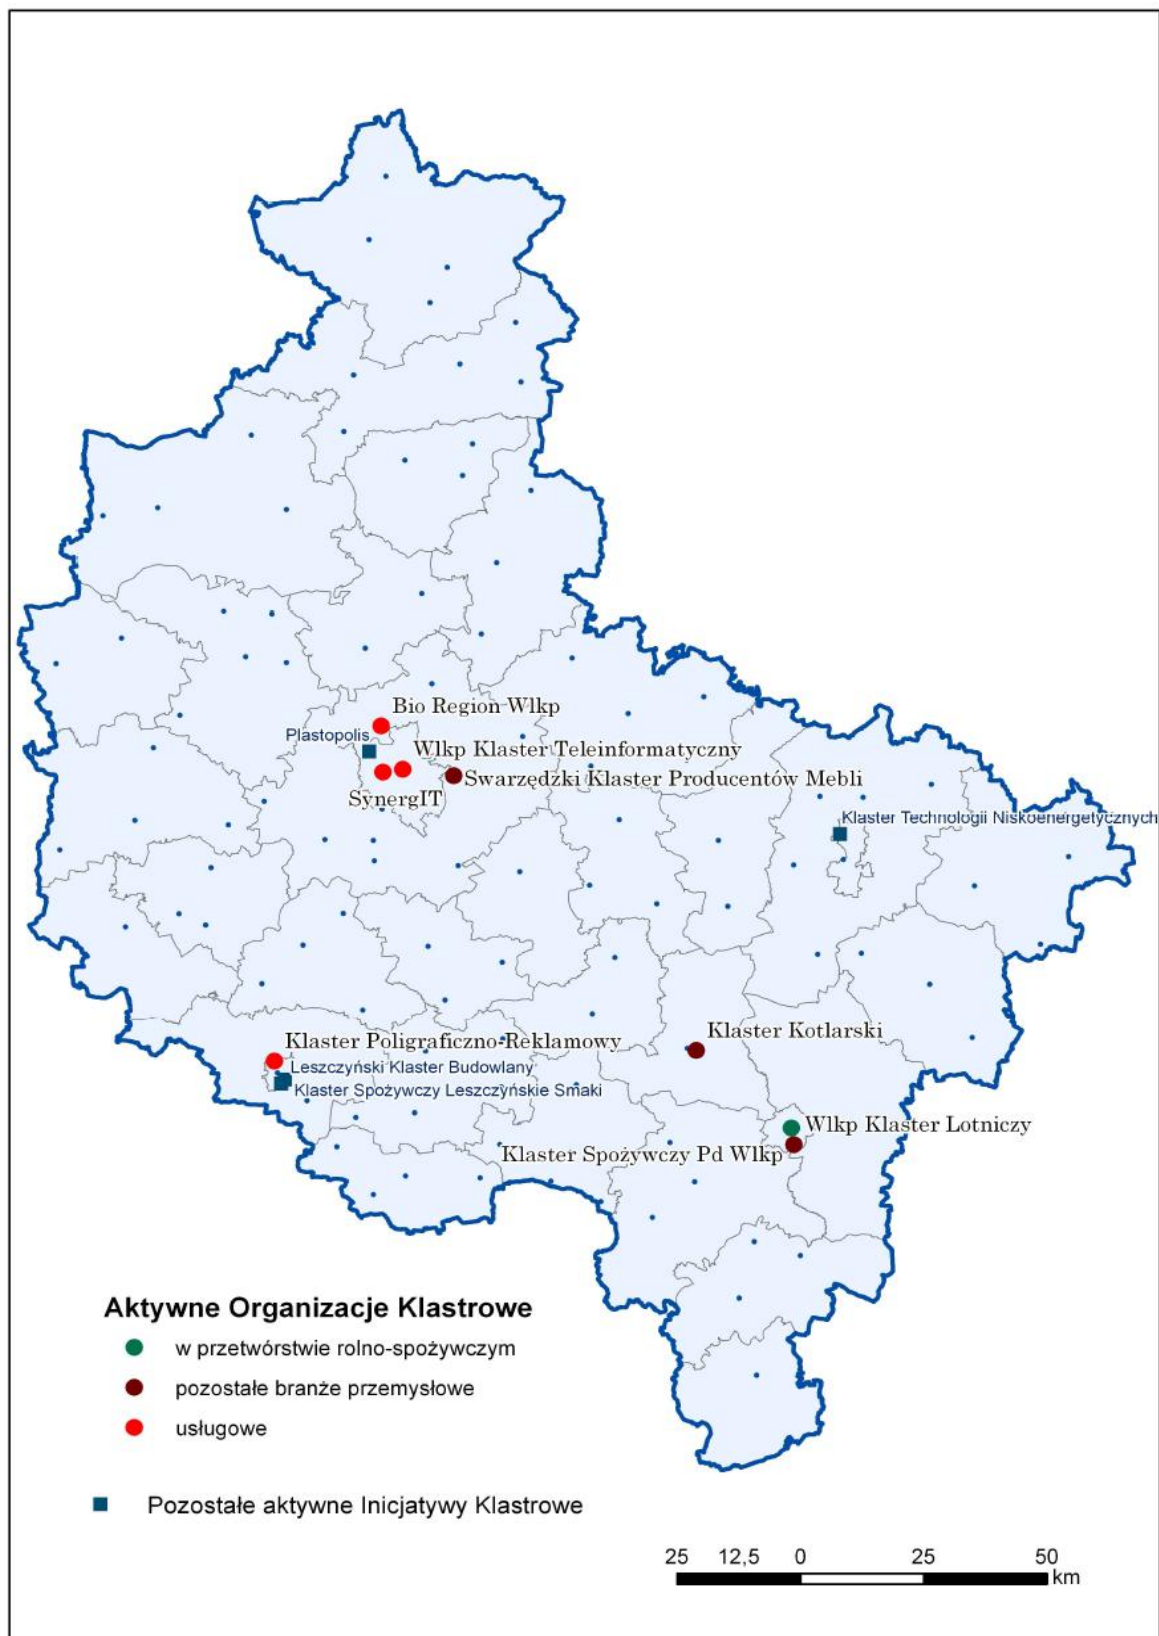 Bio Region Wlkp
Plastopolis
Wlkp Klaster Teleinformatyczny
Swarzędzki Klaster Producentów Mebli
SynergIT
Klaster Technologii Niskoenergetycznych
Klaster Kotlarski
Klaster Poligraficzno-Reklamowy
Leszczyński Klaster Budowlany
Klaster Spożywczy Leszczyńskie Smaki
Wlkp Klaster Lotniczy
Klaster Spożywczy Pd Wlkp
Aktywne Organizacje Klastrowe
w przetwórstwie rolno-spożywczym
pozostałe branże przemysłowe
usługowe
Pozostałe aktywne Inicjatywy Klastrowe
25 12,5 0 25 50
km